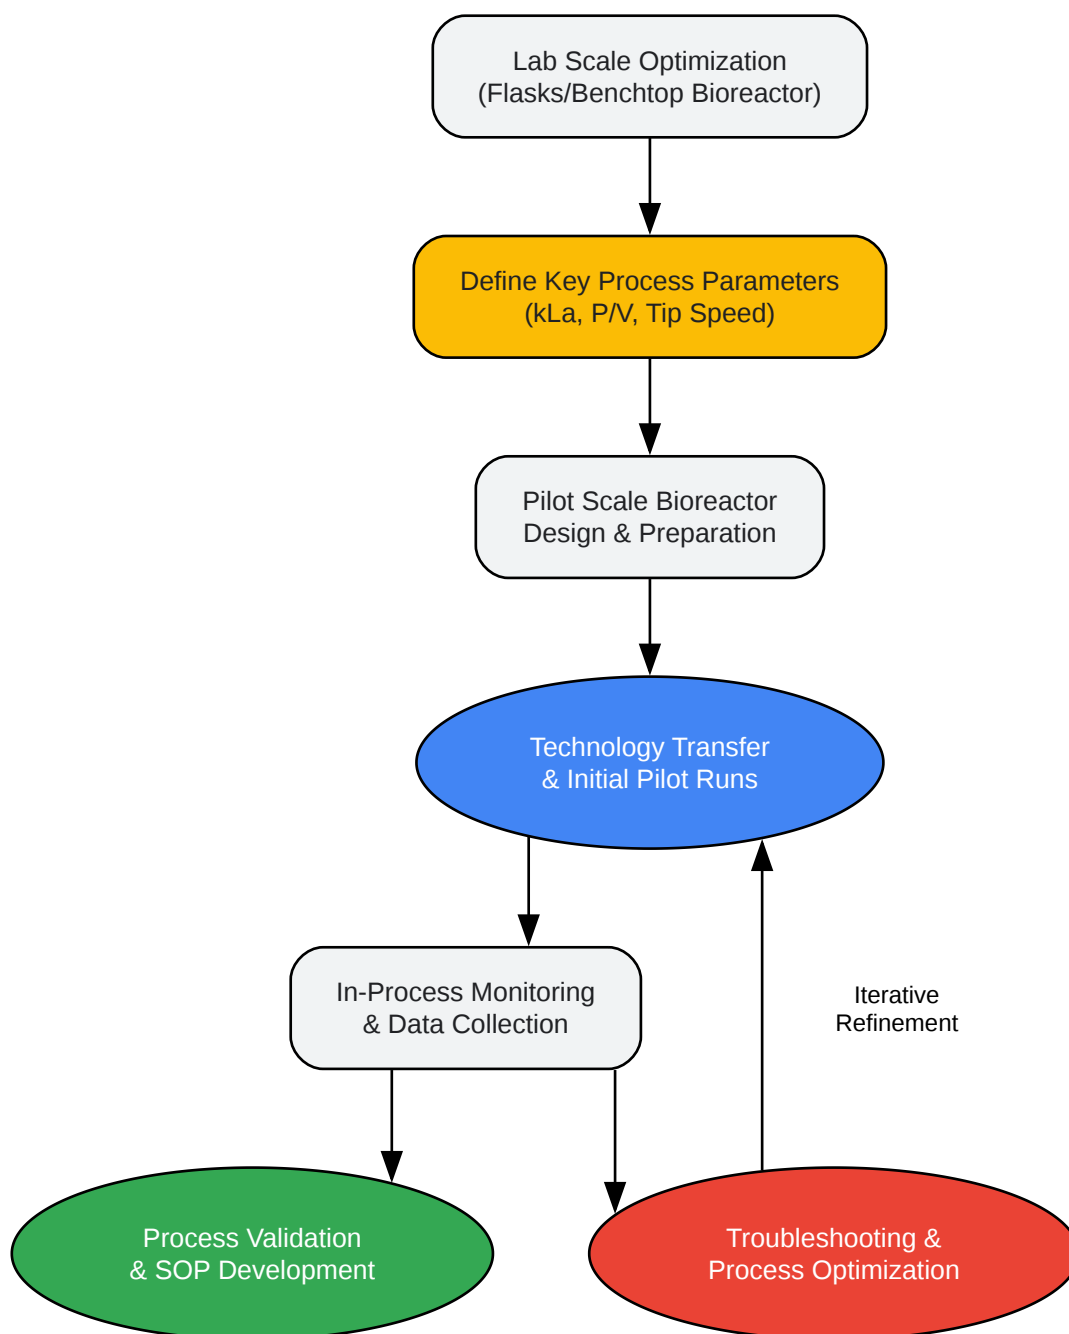 Lab Scale Optimization
(Flasks/Benchtop Bioreactor)
Define Key Process Parameters
(kLa, P/V, Tip Speed)
Pilot Scale Bioreactor
Design & Preparation
Technology Transfer
& Initial Pilot Runs
In-Process Monitoring
& Data Collection
Iterative
Refinement
Process Validation
& SOP Development
Troubleshooting &
Process Optimization